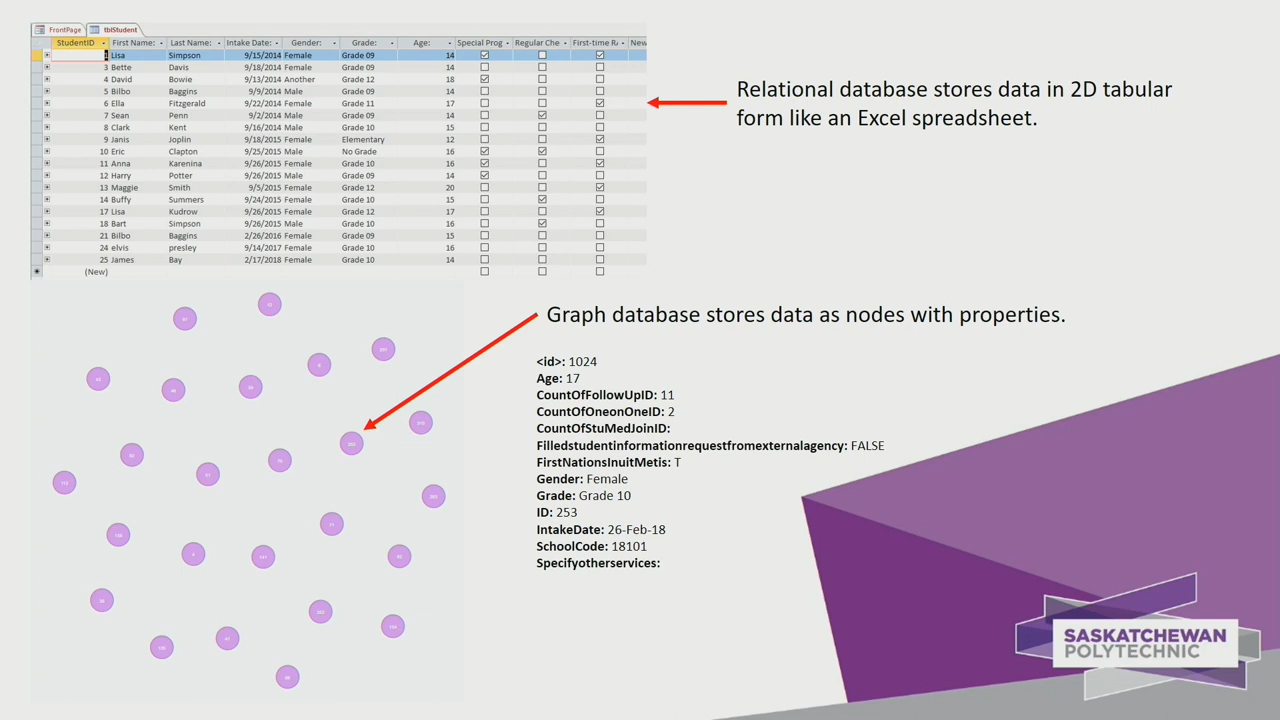 FrontPage tblStudent
StudentID First Name: Last Name: Intake Date: Gender: Grade: Age: Special Prog Regular Che First-time Ra New
1 Lisa Simpson 9/15/2014 Female Grade 09 14
3 Bette Davis 9/18/2014 Female Grade 09 14
4 David Bowie 9/13/2014 Another Grade 12 18
5 Bilbo Baggins 9/9/2014 Male Grade 09 14
6 Ella Fitzgerald 9/22/2014 Female Grade 11 17
7 Sean Penn 9/2/2014 Male Grade 09 14
8 Clark Kent 9/16/2014 Male Grade 10 15
9 Janis Joplin 9/18/2015 Female Elementary 12
10 Eric Clapton 9/25/2015 Male No Grade 16
11 Anna Karenina 9/26/2015 Female Grade 10 16
12 Harry Potter 9/26/2015 Male Grade 09 14
13 Maggie Smith 9/5/2015 Female Grade 12 20
14 Buffy Summers 9/24/2015 Female Grade 10 15
17 Lisa Kudrow 9/26/2015 Female Grade 12 17
18 Bart Simpson 9/26/2015 Male Grade 10 16
21 Bilbo Baggins 2/26/2016 Female Grade 09 15
24 elvis presley 9/14/2017 Female Grade 10 16
25 James Bay 2/17/2018 Female Grade 10 14
(New)
Relational database stores data in 2D tabular
form like an Excel spreadsheet.
Graph database stores data as nodes with properties.
<id>: 1024
Age: 17
CountOfFollowUpID: 11
CountOfOneonOneID: 2
CountOfStuMedJoinID:
Filledstudentinformationrequestfromexternalagency: FALSE
FirstNationsInuitMetis: T
Gender: Female
Grade: Grade 10
ID: 253
IntakeDate: 26-Feb-18
SchoolCode: 18101
Specifyotherservices:
SASKATCHEWAN
POLYTECHNIC